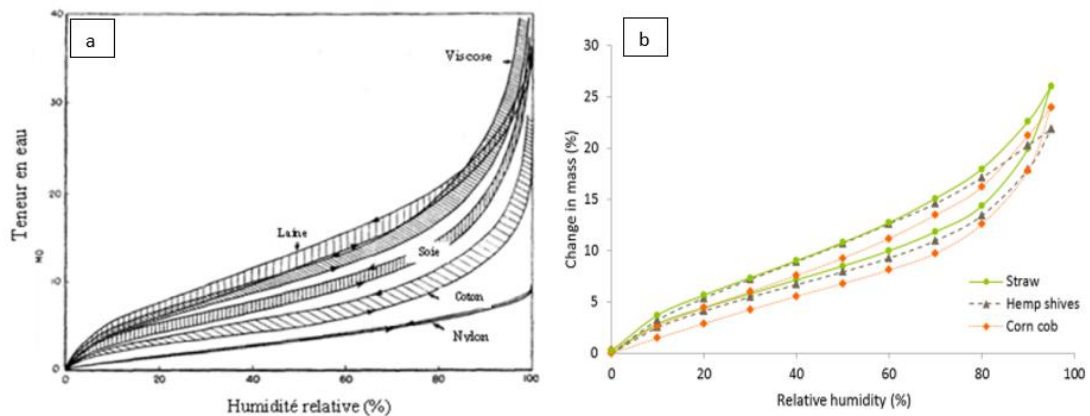 a
40
30
20
10
0
Teneur en eau
MO
Viscose
Laine
Soie
Coton
Nylon
0 20 40 60 80 100
Humidité relative (%)
b
30
25
20
15
10
5
0
Change in mass (%)
Straw
Hemp shives
Corn cob
0 20 40 60 80 100
Relative humidity (%)